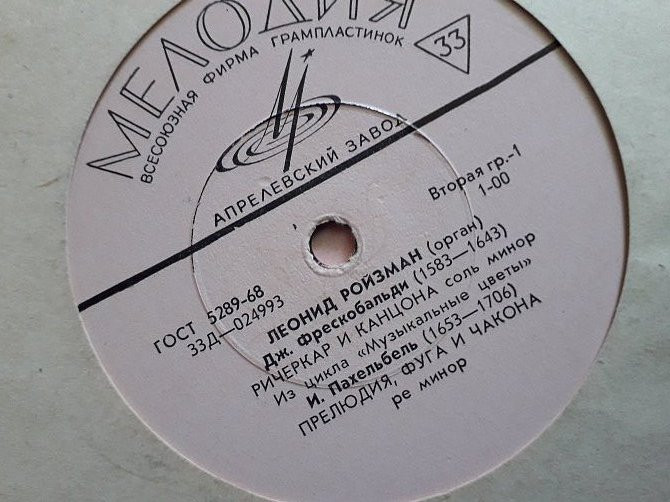 МЕЛОДИЯ
ВСЕСОЮЗНАЯ ФИРМА ГРАМПЛАСТИНОК
33
АПРЕЛЕВСКИЙ ЗАВОД
ГОСТ 5289-68
33Д—024993
Вторая гр.-1
1-00
ЛЕОНИД РОЙЗМАН (орган)
Дж. Фрескобальди (1583—1643)
РИЧЕРКАР И КАНЦОНА соль минор
Из цикла «Музыкальные цветы»
И. Пахельбель (1653—1706)
ПРЕЛЮДИЯ, ФУГА И ЧАКОНА
ре минор